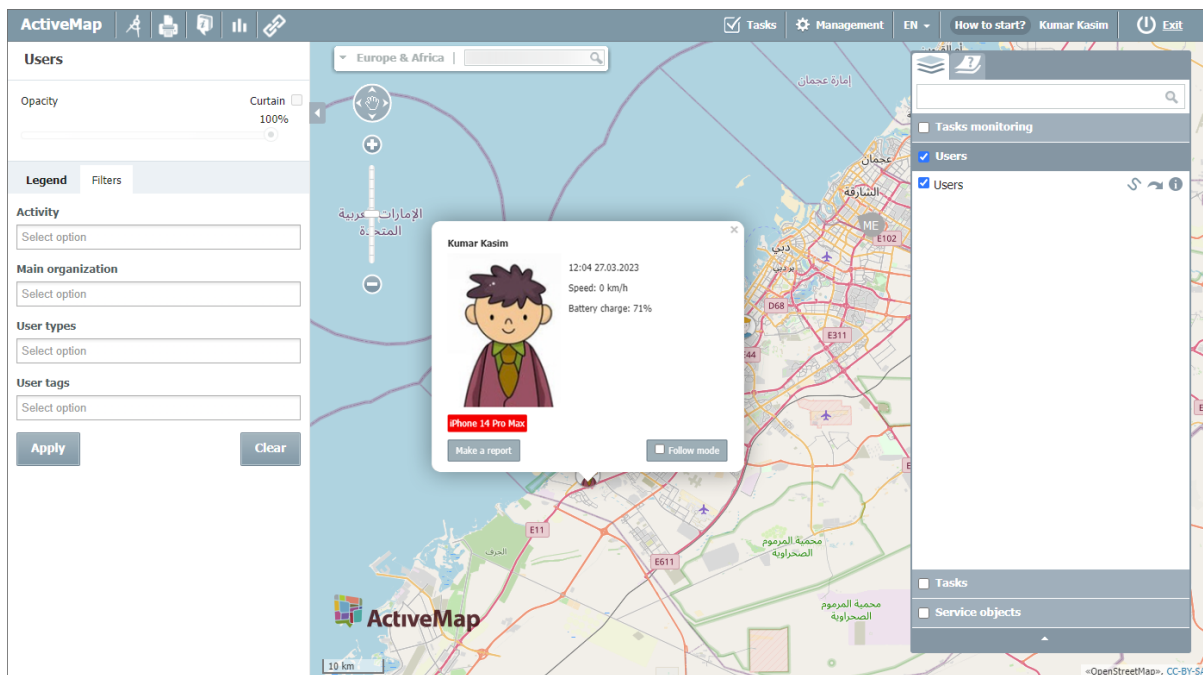 ActiveMap
Tasks
Management
EN
How to start?
Kumar Kasim
Exit
Users
Opacity
Curtain
100%
Legend
Filters
Activity
Select option
Main organization
Select option
User types
Select option
User tags
Select option
Apply
Clear
Europe & Africa
إمارة عجمان
عجمان
الشارقة
ME
E102
دبي
بر دبي
D68
E311
E44
E11
E611
الخرف
محمية المرموم
الصحراوية
محمية المرموم
الصحراوية
Kumar Kasim
12:04 27.03.2023
Speed: 0 km/h
Battery charge: 71%
iPhone 14 Pro Max
Make a report
Follow mode
ActiveMap
10 km
Tasks monitoring
Users
Users
Tasks
Service objects
«OpenStreetMap», CC-BY-SA